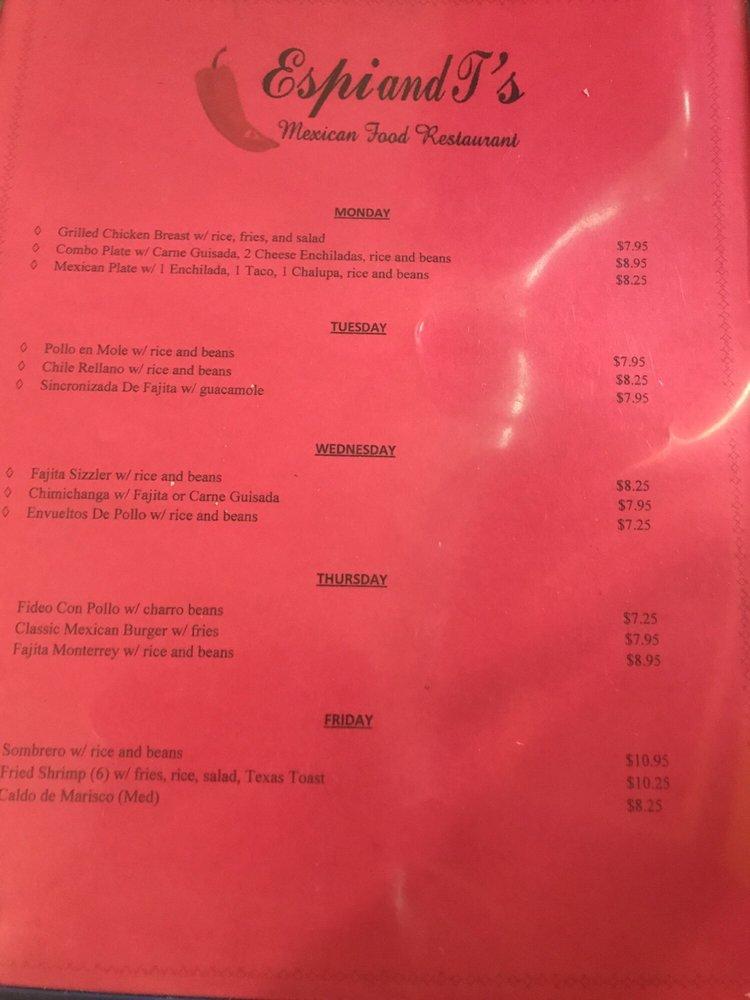 Espi and T's
Mexican Food Restaurant
MONDAY
◊ Grilled Chicken Breast w/ rice, fries, and salad $7.95
◊ Combo Plate w/ Carne Guisada, 2 Cheese Enchiladas, rice and beans $8.95
◊ Mexican Plate w/ 1 Enchilada, 1 Taco, 1 Chalupa, rice and beans $8.25
TUESDAY
◊ Pollo en Mole w/ rice and beans $7.95
◊ Chile Rellano w/ rice and beans $8.25
◊ Sincronizada De Fajita w/ guacamole $7.95
WEDNESDAY
◊ Fajita Sizzler w/ rice and beans $8.25
◊ Chimichanga w/ Fajita or Carne Guisada $7.95
◊ Envueltos De Pollo w/ rice and beans $7.25
THURSDAY
Fideo Con Pollo w/ charro beans $7.25
Classic Mexican Burger w/ fries $7.95
Fajita Monterrey w/ rice and beans $8.95
FRIDAY
Sombrero w/ rice and beans $10.95
Fried Shrimp (6) w/ fries, rice, salad, Texas Toast $10.25
Caldo de Marisco (Med) $8.25